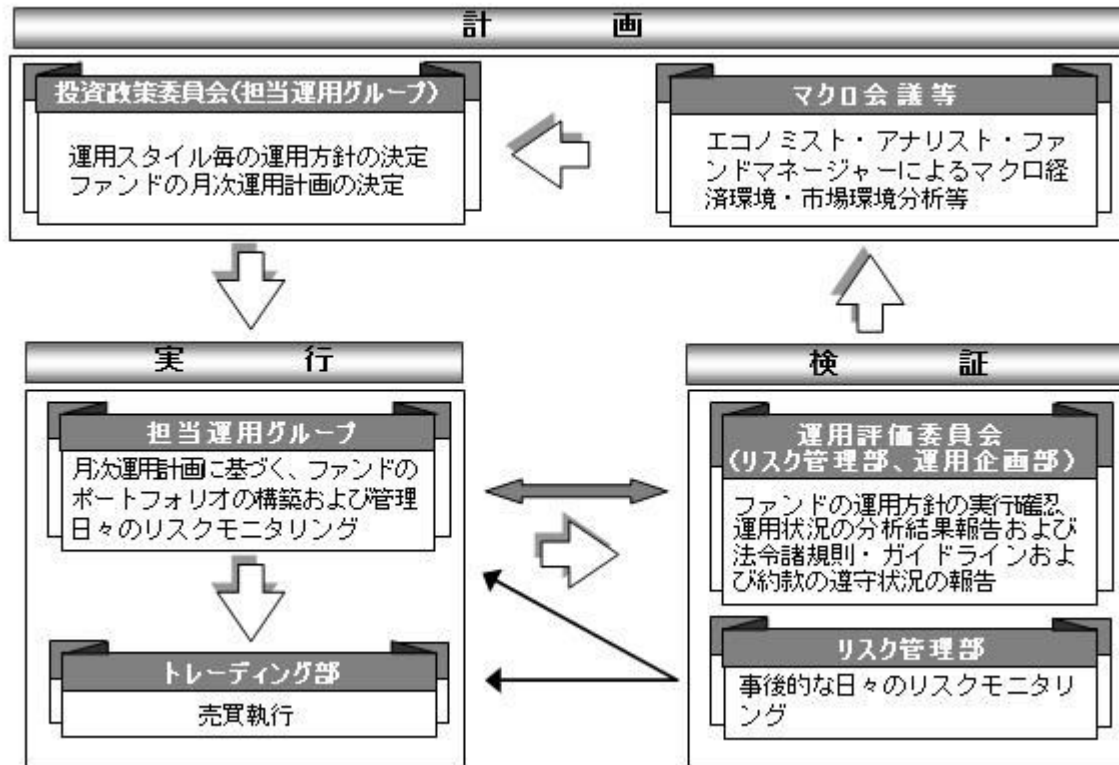 計画
投資政策委員会(担当運用グループ)
運用スタイル毎の運用方針の決定
ファンドの月次運用計画の決定
マクロ会議等
エコノミスト・アナリスト・ファ
ンドマネージャーによるマクロ経
済環境・市場環境分析等
実行
担当運用グループ
月次運用計画に基づく、ファンドの
ポートフォリオの構築および管理
日々のリスクモニタリング
トレーディング部
売買執行
検証
運用評価委員会
(リスク管理部、運用企画部)
ファンドの運用方針の実行確認、
運用状況の分析結果報告および
法令諸規則・ガイドラインおよ
び約款の遵守状況の報告
リスク管理部
事後的な日々のリスクモニタリ
ング